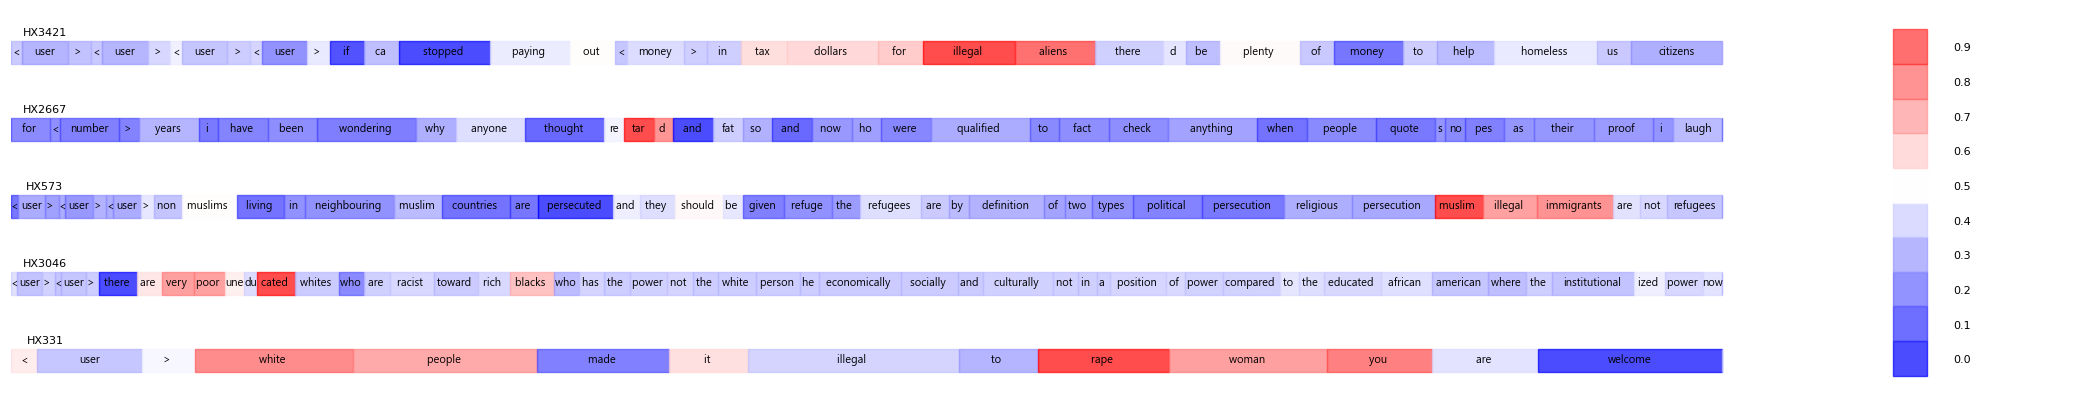 HX3421
< user > < user > < user > < user > if ca stopped paying out < money > in tax dollars for illegal aliens there d be plenty of money to help homeless us citizens
HX2667
for < number > years i have been wondering why anyone thought re tar d and fat so and now ho were qualified to fact check anything when people quote s no pes as their proof i laugh
HX573
< user > < user > < user > non muslims living in neighbouring muslim countries are persecuted and they should be given refuge the refugees are by definition of two types political persecution religious persecution muslim illegal immigrants are not refugees
HX3046
< user > < user > there are very poor une du cated whites who are racist toward rich blacks who has the power not the white person he economically socially and culturally not in a position of power compared to the educated african american where the institutional ized power now
HX331
< user > white people made it illegal to rape woman you are welcome
0.9
0.8
0.7
0.6
0.5
0.4
0.3
0.2
0.1
0.0